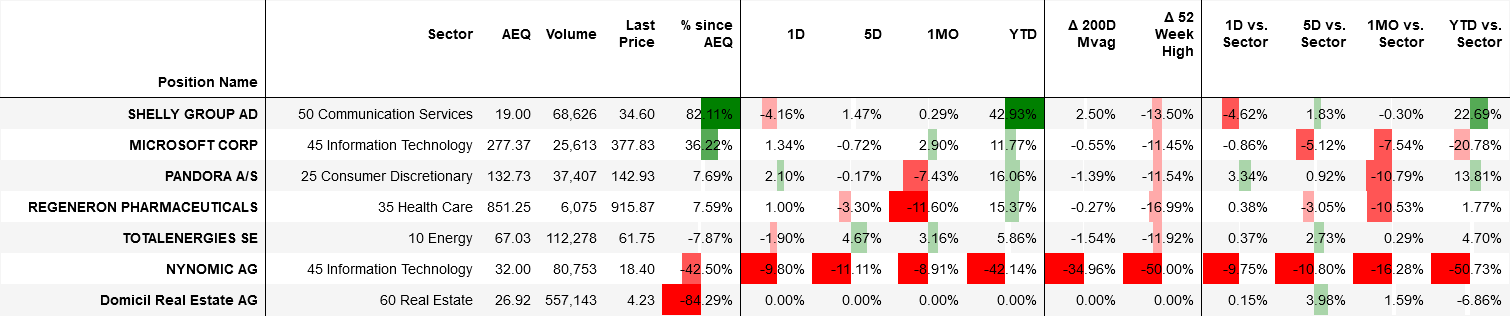 Position Name Sector AEQ Volume Last Price % since AEQ 1D 5D 1MO YTD Δ 200D Mvag Δ 52 Week High 1D vs. Sector 5D vs. Sector 1MO vs. Sector YTD vs. Sector
SHELLY GROUP AD 50 Communication Services 19.00 68,626 34.60 82.11% -4.16% 1.47% 0.29% 42.93% 2.50% -13.50% -4.62% 1.83% -0.30% 22.69%
MICROSOFT CORP 45 Information Technology 277.37 25,613 377.83 36.22% 1.34% -0.72% 2.90% 11.77% -0.55% -11.45% -0.86% -5.12% -7.54% -20.78%
PANDORA A/S 25 Consumer Discretionary 132.73 37,407 142.93 7.69% 2.10% -0.17% -7.43% 16.06% -1.39% -11.54% 3.34% 0.92% -10.79% 13.81%
REGENERON PHARMACEUTICALS 35 Health Care 851.25 6,075 915.87 7.59% 1.00% -3.30% -11.60% 15.37% -0.27% -16.99% 0.38% -3.05% -10.53% 1.77%
TOTALENERGIES SE 10 Energy 67.03 112,278 61.75 -7.87% -1.90% 4.67% 3.16% 5.86% -1.54% -11.92% 0.37% 2.73% 0.29% 4.70%
NYNOMIC AG 45 Information Technology 32.00 80,753 18.40 -42.50% -9.80% -11.11% -8.91% -42.14% -34.96% -50.00% -9.75% -10.80% -16.28% -50.73%
Domicil Real Estate AG 60 Real Estate 26.92 557,143 4.23 -84.29% 0.00% 0.00% 0.00% 0.00% 0.00% 0.00% 0.15% 3.98% 1.59% -6.86%